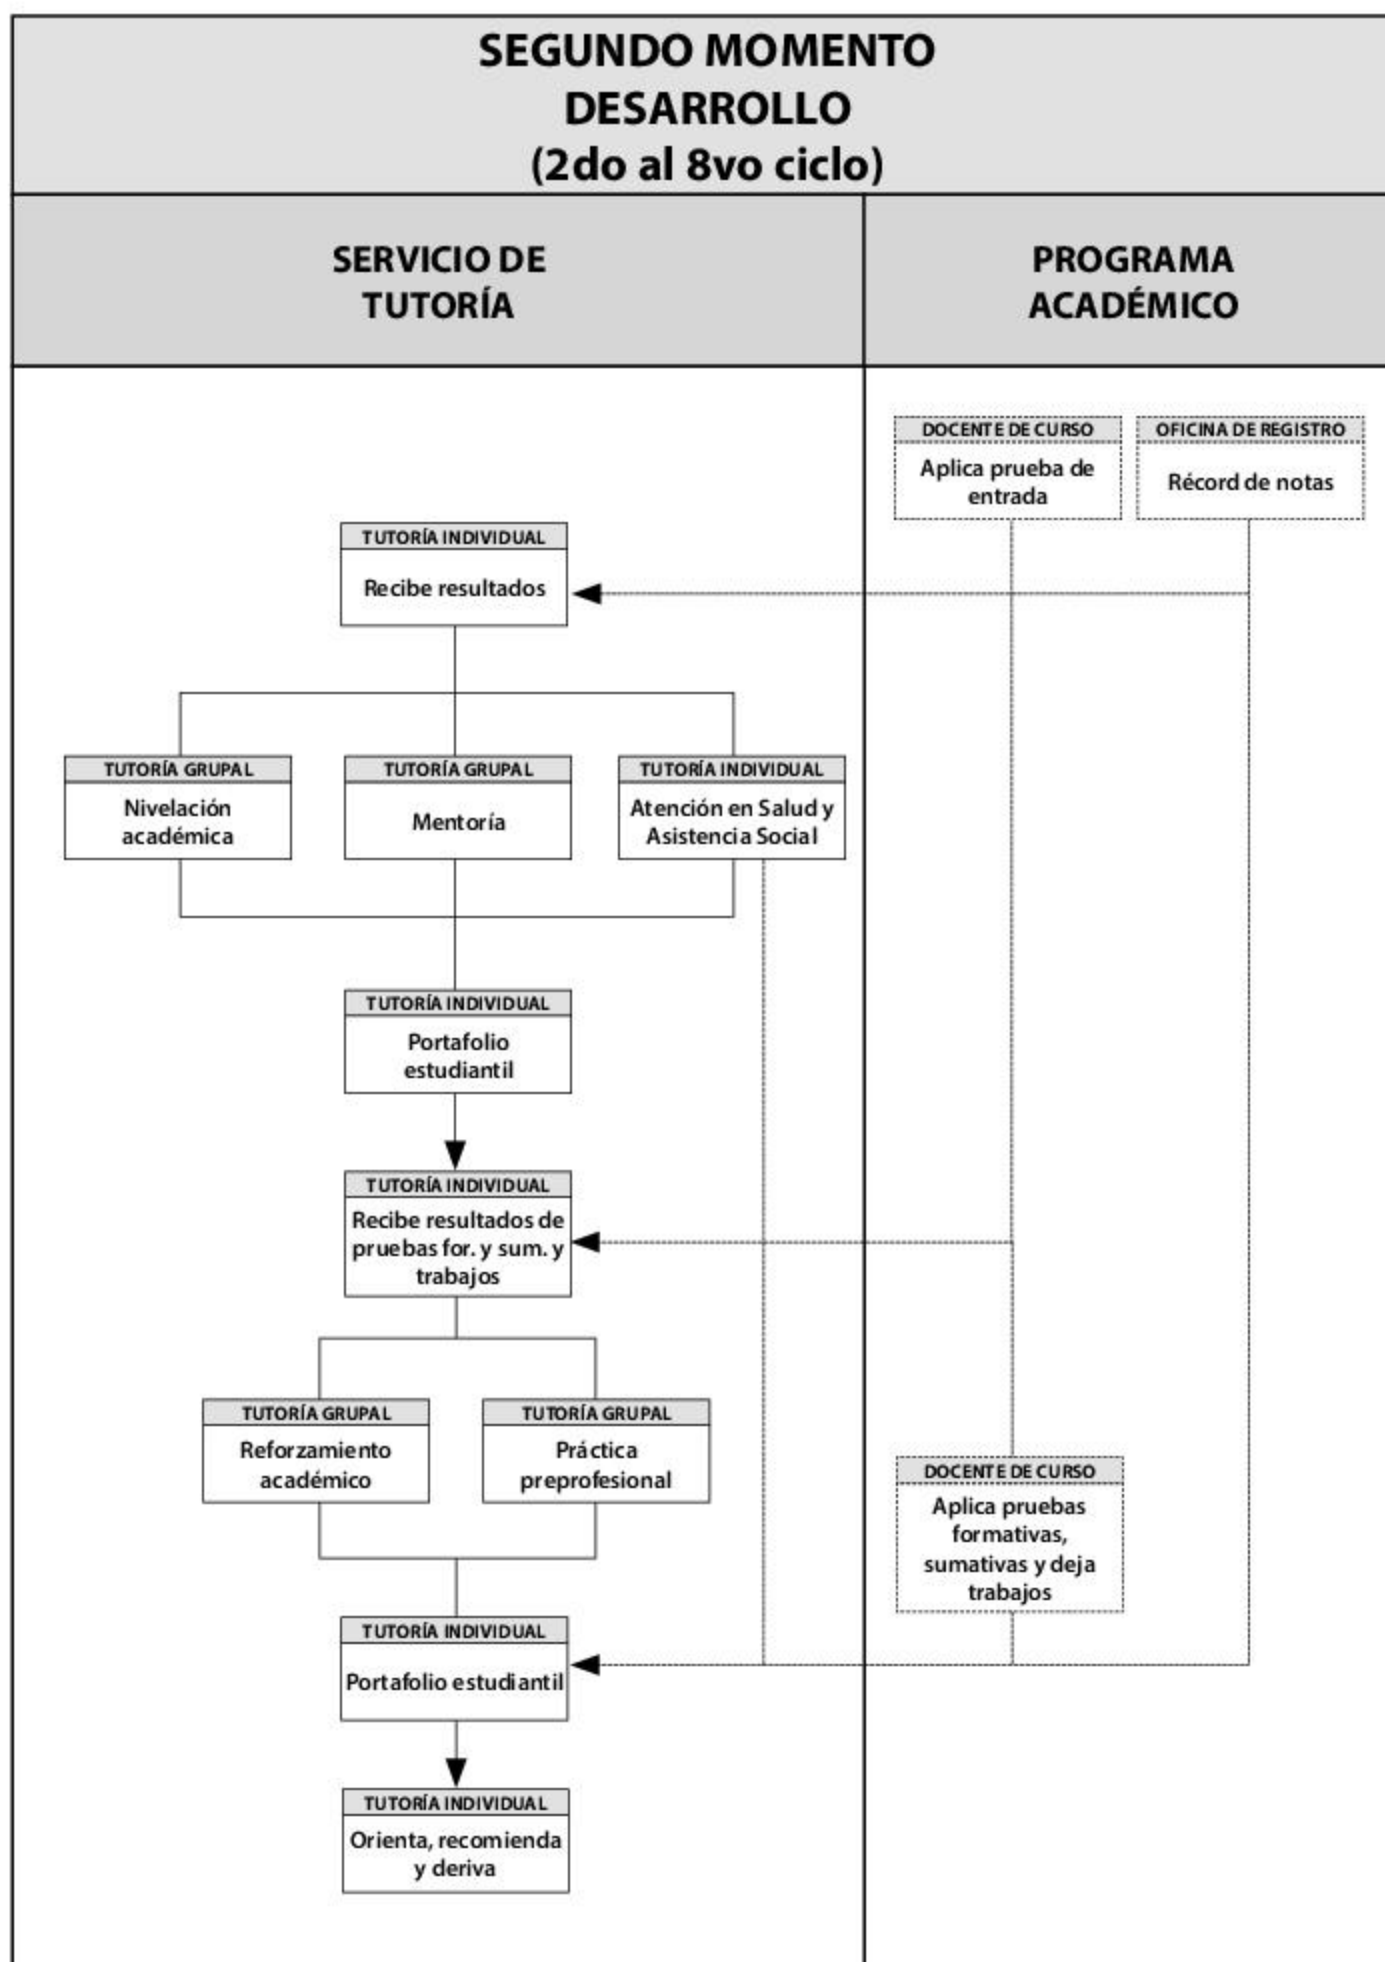 SEGUNDO MOMENTO
DESARROLLO
(2do al 8vo ciclo)
SERVICIO DE
TUTORÍA
PROGRAMA
ACADÉMICO
DOCENTE DE CURSO
Aplica prueba de
entrada
OFICINA DE REGISTRO
Récord de notas
TUTORÍA INDIVIDUAL
Recibe resultados
TUTORÍA GRUPAL
Nivelación
académica
TUTORÍA GRUPAL
Mentoría
TUTORÍA INDIVIDUAL
Atención en Salud y
Asistencia Social
TUTORÍA INDIVIDUAL
Portafolio
estudiantil
TUTORÍA INDIVIDUAL
Recibe resultados de
pruebas for. y sum. y
trabajos
TUTORÍA GRUPAL
Reforzamiento
académico
TUTORÍA GRUPAL
Práctica
preprofesional
DOCENTE DE CURSO
Aplica pruebas
formativas,
sumativas y deja
trabajos
TUTORÍA INDIVIDUAL
Portafolio estudiantil
TUTORÍA INDIVIDUAL
Orienta, recomienda
y deriva